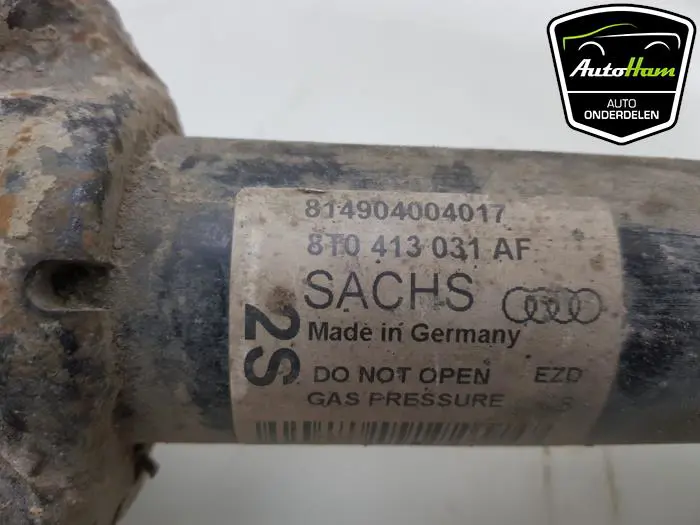 AutoHam
AUTO
ONDERDELEN
814904004017
8T0 413 031 AF
SACHS
Made in Germany
2S
DO NOT OPEN EZD
GAS PRESSURE